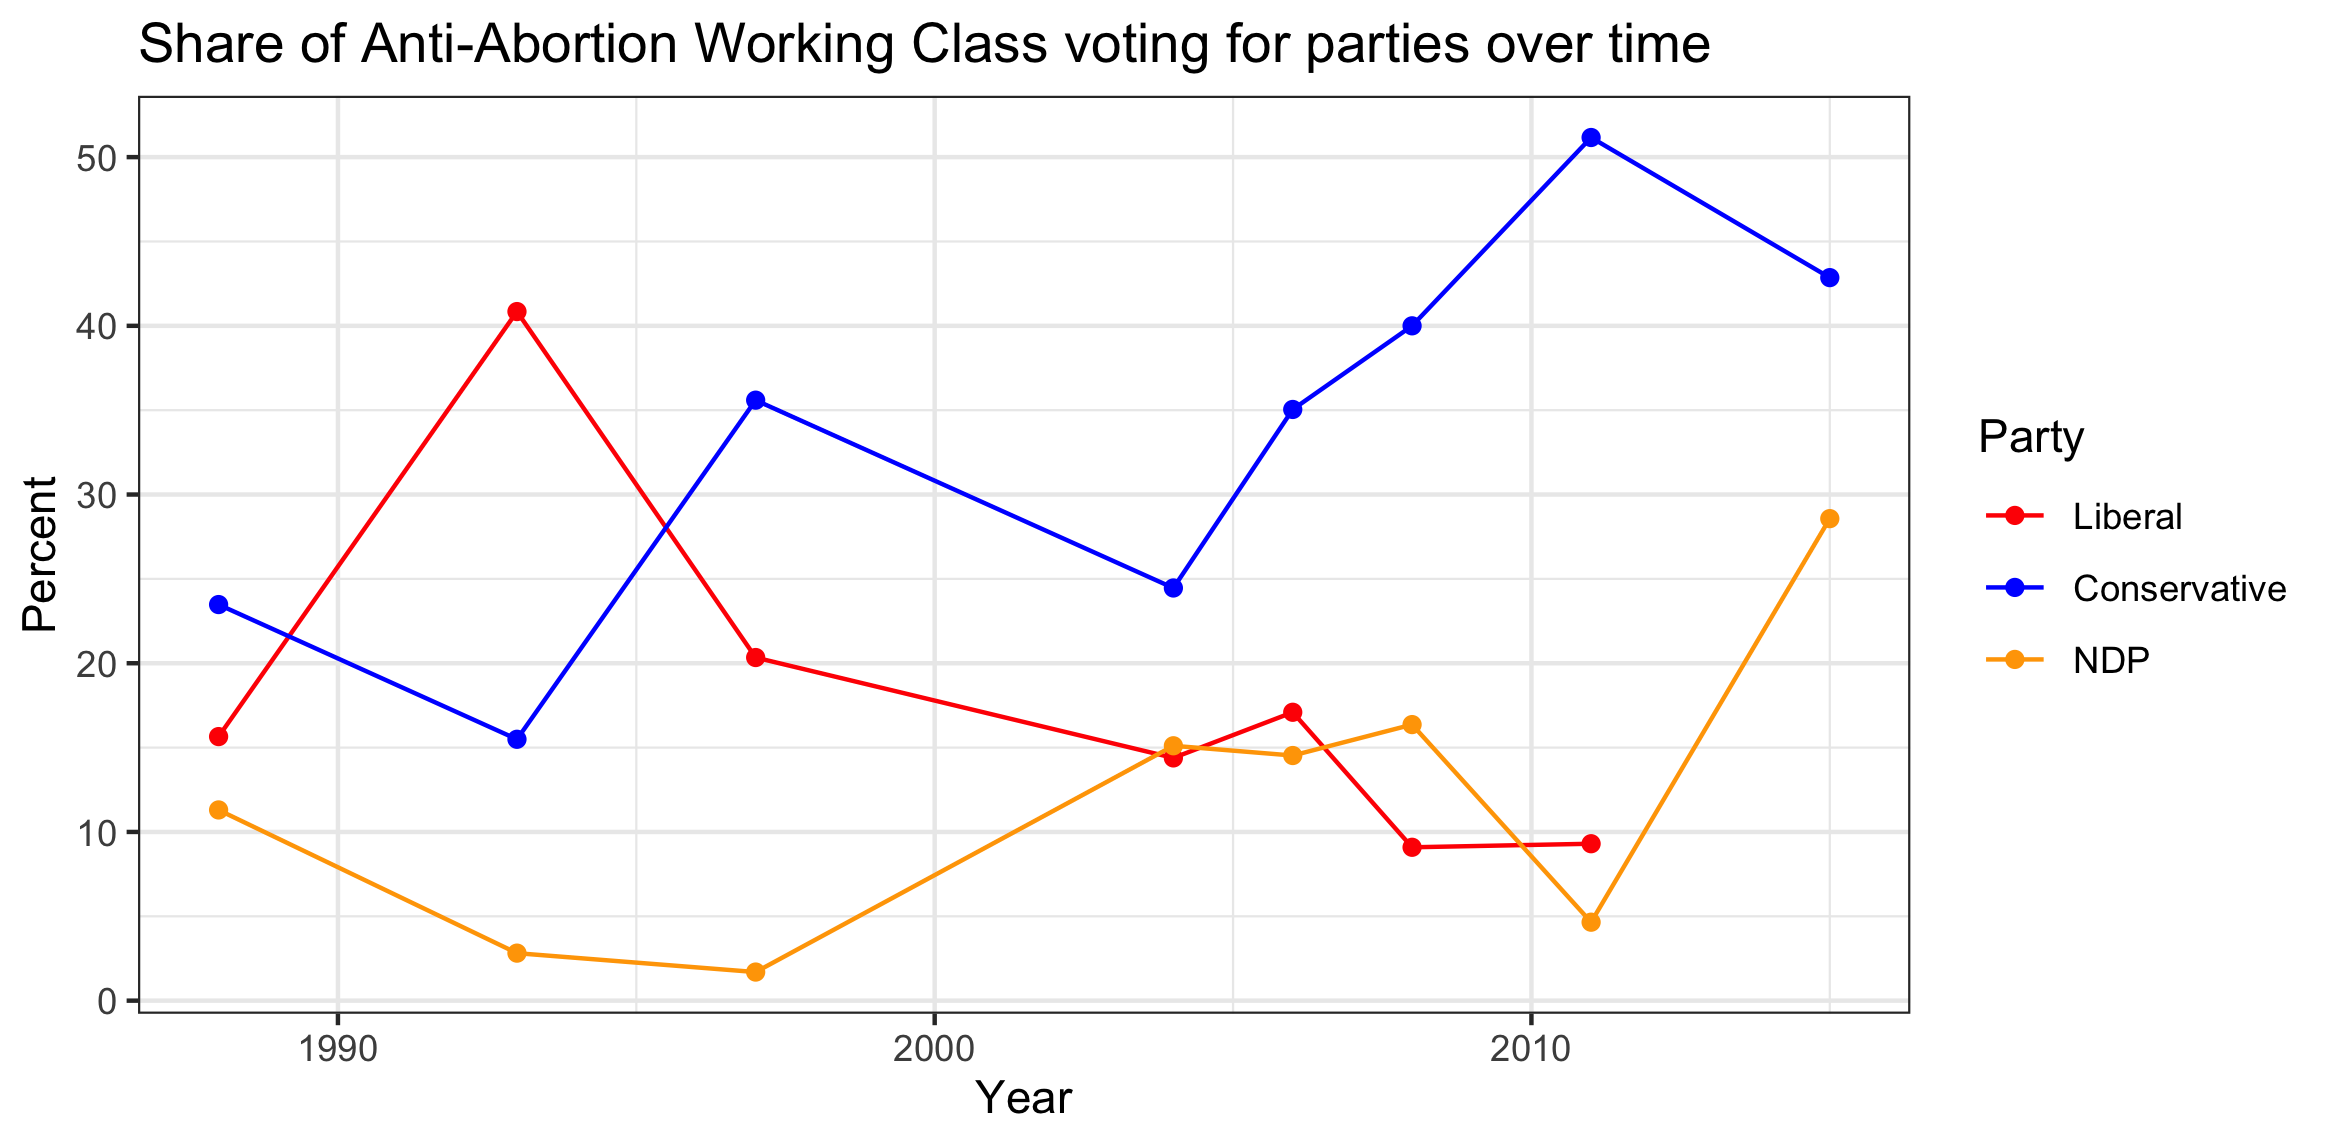 Share of Anti-Abortion Working Class voting for parties over time
50
40
30
20
10
0
Percent
1990
2000
2010
Year
Party
Liberal
Conservative
NDP